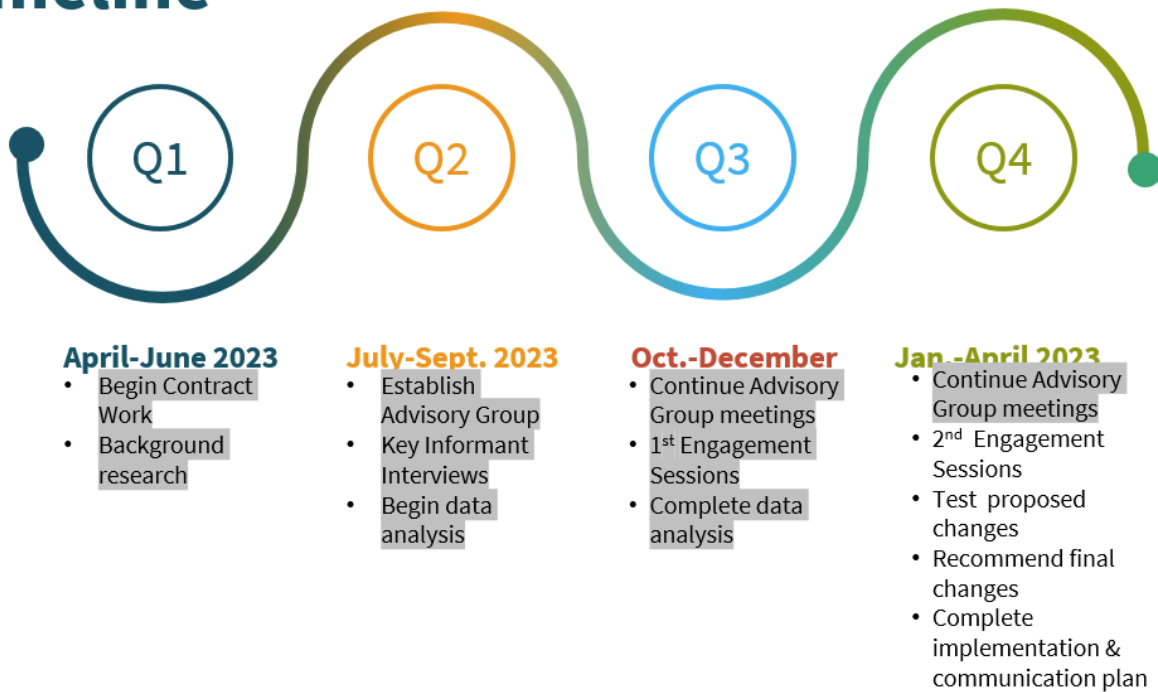 Q1
Q2
Q3
Q4
April-June 2023
• Begin Contract
Work
• Background
research
July-Sept. 2023
• Establish
Advisory Group
• Key Informant
Interviews
• Begin data
analysis
Oct.-December
• Continue Advisory
Group meetings
• 1st Engagement
Sessions
• Complete data
analysis
Jan.-April 2023
• Continue Advisory
Group meetings
• 2nd Engagement
Sessions
• Test proposed
changes
• Recommend final
changes
• Complete
implementation &
communication plan